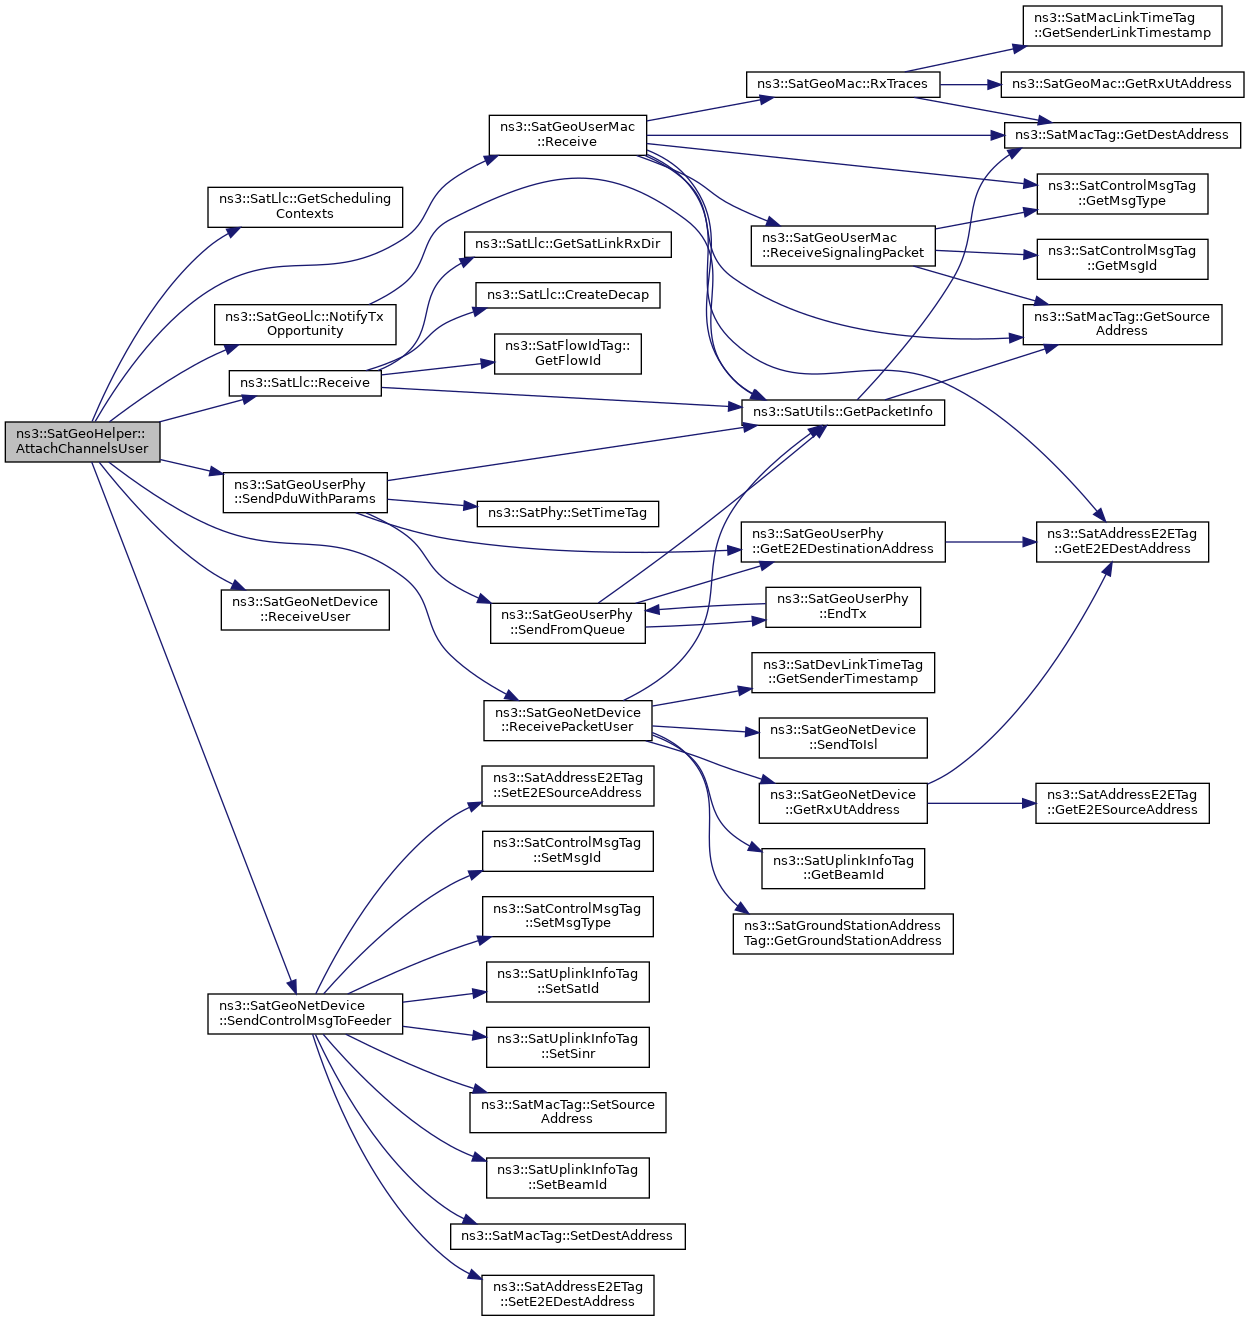 ns3::SatGeoHelper::
AttachChannelsUser
ns3::SatLlc::GetScheduling
Contexts
ns3::SatGeoLlc::NotifyTx
Opportunity
ns3::SatLlc::Receive
ns3::SatGeoUserPhy
::SendPduWithParams
ns3::SatGeoNetDevice
::ReceiveUser
ns3::SatGeoNetDevice
::SendControlMsgToFeeder
ns3::SatGeoUserMac
::Receive
ns3::SatLlc::GetSatLinkRxDir
ns3::SatLlc::CreateDecap
ns3::SatFlowIdTag::
GetFlowId
ns3::SatPhy::SetTimeTag
ns3::SatGeoUserPhy
::SendFromQueue
ns3::SatGeoNetDevice
::ReceivePacketUser
ns3::SatAddressE2ETag
::SetE2ESourceAddress
ns3::SatControlMsgTag
::SetMsgId
ns3::SatControlMsgTag
::SetMsgType
ns3::SatUplinkInfoTag
::SetSatId
ns3::SatUplinkInfoTag
::SetSinr
ns3::SatMacTag::SetSource
Address
ns3::SatUplinkInfoTag
::SetBeamId
ns3::SatMacTag::SetDestAddress
ns3::SatAddressE2ETag
::SetE2EDestAddress
ns3::SatGeoMac::RxTraces
ns3::SatGeoUserMac
::ReceiveSignalingPacket
ns3::SatUtils::GetPacketInfo
ns3::SatGeoUserPhy
::GetE2EDestinationAddress
ns3::SatGeoUserPhy
::EndTx
ns3::SatDevLinkTimeTag
::GetSenderTimestamp
ns3::SatGeoNetDevice
::SendToIsl
ns3::SatGeoNetDevice
::GetRxUtAddress
ns3::SatUplinkInfoTag
::GetBeamId
ns3::SatGroundStationAddress
Tag::GetGroundStationAddress
ns3::SatMacLinkTimeTag
::GetSenderLinkTimestamp
ns3::SatGeoMac::GetRxUtAddress
ns3::SatMacTag::GetDestAddress
ns3::SatControlMsgTag
::GetMsgType
ns3::SatControlMsgTag
::GetMsgId
ns3::SatMacTag::GetSource
Address
ns3::SatAddressE2ETag
::GetE2EDestAddress
ns3::SatAddressE2ETag
::GetE2ESourceAddress